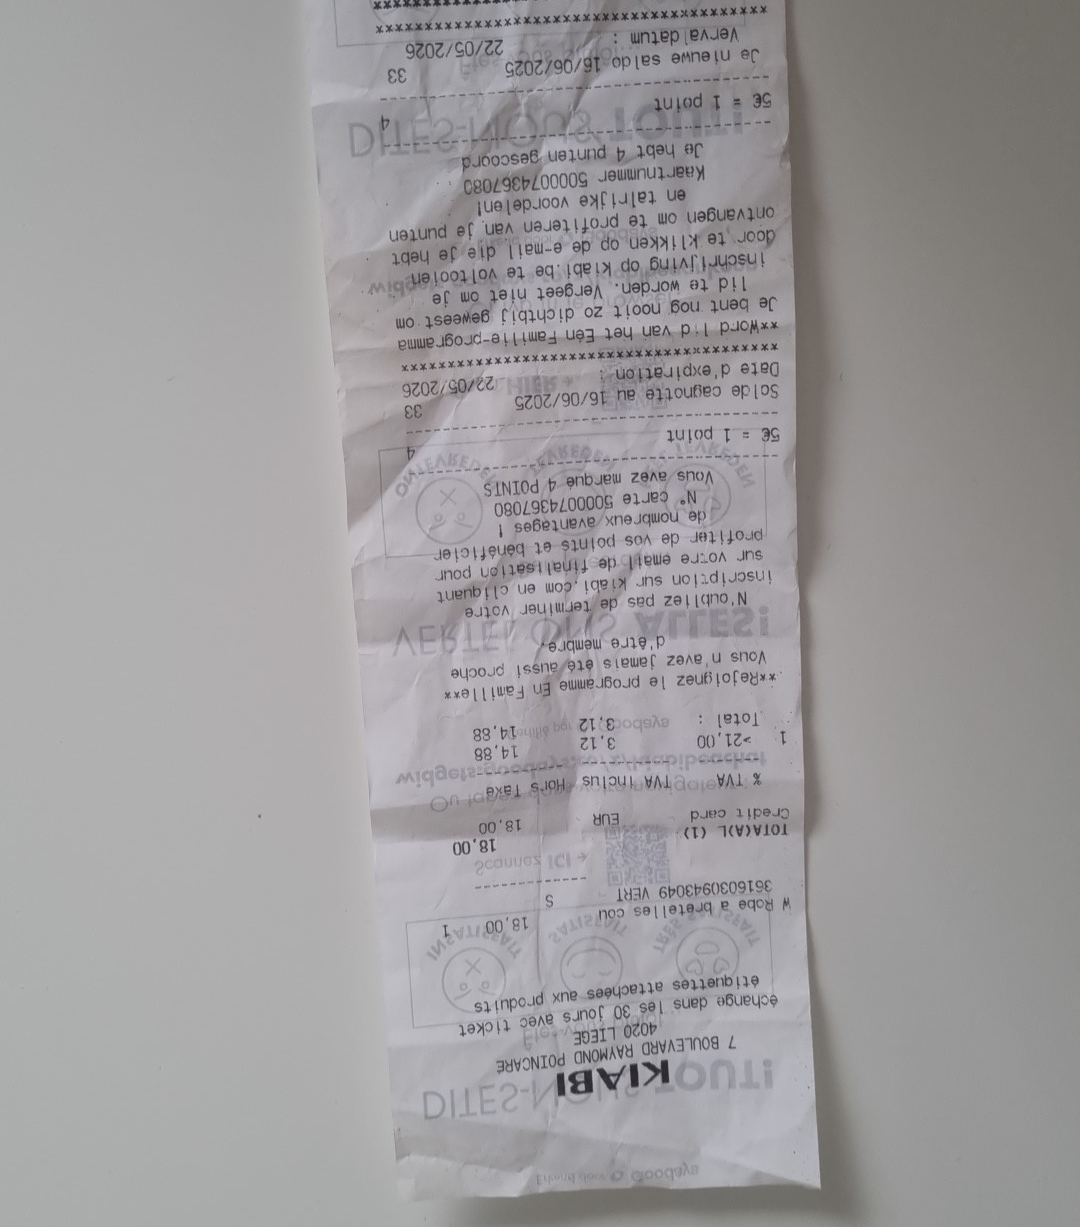 KIABI
7 BOULEVARD RAYMOND POINCARE
4020 LIEGE
échange dans les 30 jours avec ticket
étiquettes attachées aux produits
W Robe à bretelles cou 18,00 1
3616030943049 VERT S
TOTA(A)L (1) 18,00
Credit card EUR 18,00
% TVA TVA Inclus Hors Taxe
1 >21,00 3,12 14,88
Total : 3,12 14,88
**Rejoignez le programme En Famille**
Vous n'avez jamais été aussi proche
d'être membre.
N'oubliez pas de terminer votre
inscription sur kiabi.com en cliquant
sur votre email de finalisation pour
profiter de vos points et bénéficier
de nombreux avantages !
N° carte 5000074367080
Vous avez marqué 4 POINTS
5€ = 1 point 4
Solde cagnotte au 16/06/2025 33
Date d'expiration : 22/05/2026
**Word lid van het Eén Familie-programma
Je bent nog nooit zo dichtbij geweest om
lid te worden. Vergeet niet om je
inschrijving op kiabi.be te voltooien
door te klikken op de e-mail die je hebt
ontvangen om te profiteren van je punten
en talrijke voordelen!
Kaartnummer 5000074367080
Je hebt 4 punten gescoord
5€ = 1 point 4
Je nieuwe saldo 16/06/2025 33
Vervaldatum : 22/05/2026